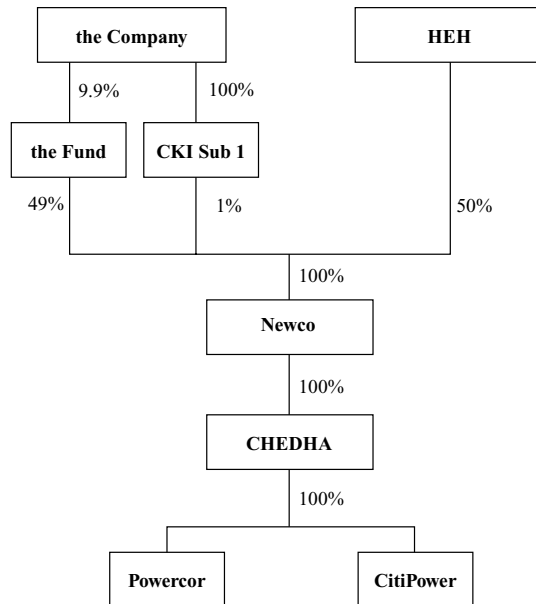 the Company
HEH
9.9%
100%
the Fund
CKI Sub 1
49%
1%
50%
100%
Newco
100%
CHEDHA
100%
Powercor
CitiPower